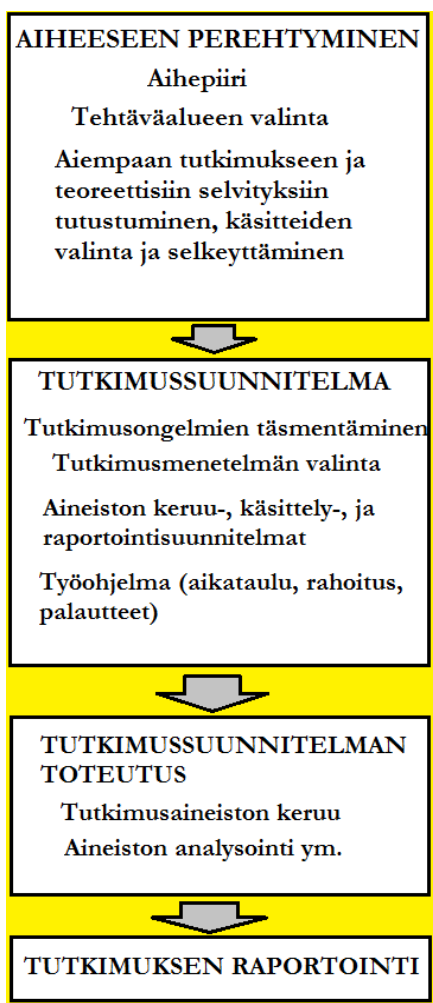 AIHEESEEN PEREHTYMINEN
Aihepiiri
Tehtäväalueen valinta
Aiempaan tutkimukseen ja
teoreettisiin selvityksiin
tutustuminen, käsitteiden
valinta ja selkeyttäminen
TUTKIMUSSUUNNITELMA
Tutkimusongelmien täsmentäminen
Tutkimusmenetelmän valinta
Aineiston keruu-, käsittely-, ja
raportointisuunnitelmat
Työohjelma (aikataulu, rahoitus,
palautteet)
TUTKIMUSSUUNNITELMAN
TOTEUTUS
Tutkimusaineiston keruu
Aineiston analysointi ym.
TUTKIMUKSEN RAPORTOINTI